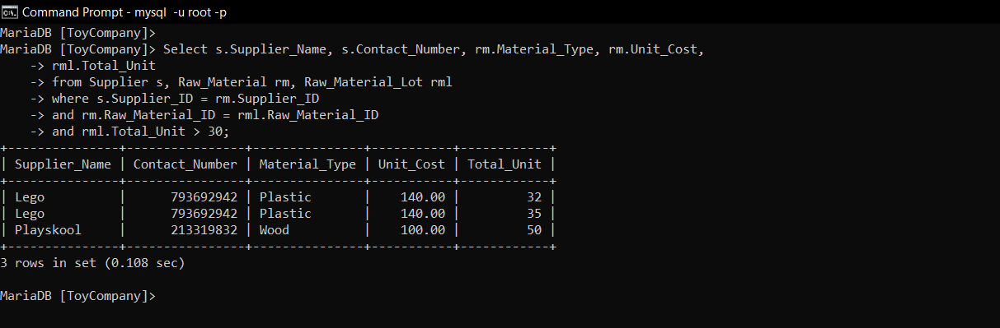 Command Prompt - mysql -u root -p
MariaDB [ToyCompany]>
MariaDB [ToyCompany]> Select s.Supplier_Name, s.Contact_Number, rm.Material_Type, rm.Unit_Cost,
    -> rml.Total_Unit
    -> from Supplier s, Raw_Material rm, Raw_Material_Lot rml
    -> where s.Supplier_ID = rm.Supplier_ID
    -> and rm.Raw_Material_ID = rml.Raw_Material_ID
    -> and rml.Total_Unit > 30;
+---------------+----------------+---------------+-----------+------------+
| Supplier_Name | Contact_Number | Material_Type | Unit_Cost | Total_Unit |
+---------------+----------------+---------------+-----------+------------+
| Lego          |      793692942 | Plastic       |    140.00 |         32 |
| Lego          |      793692942 | Plastic       |    140.00 |         35 |
| Playskool     |      213319832 | Wood          |    100.00 |         50 |
+---------------+----------------+---------------+-----------+------------+
3 rows in set (0.108 sec)
MariaDB [ToyCompany]>